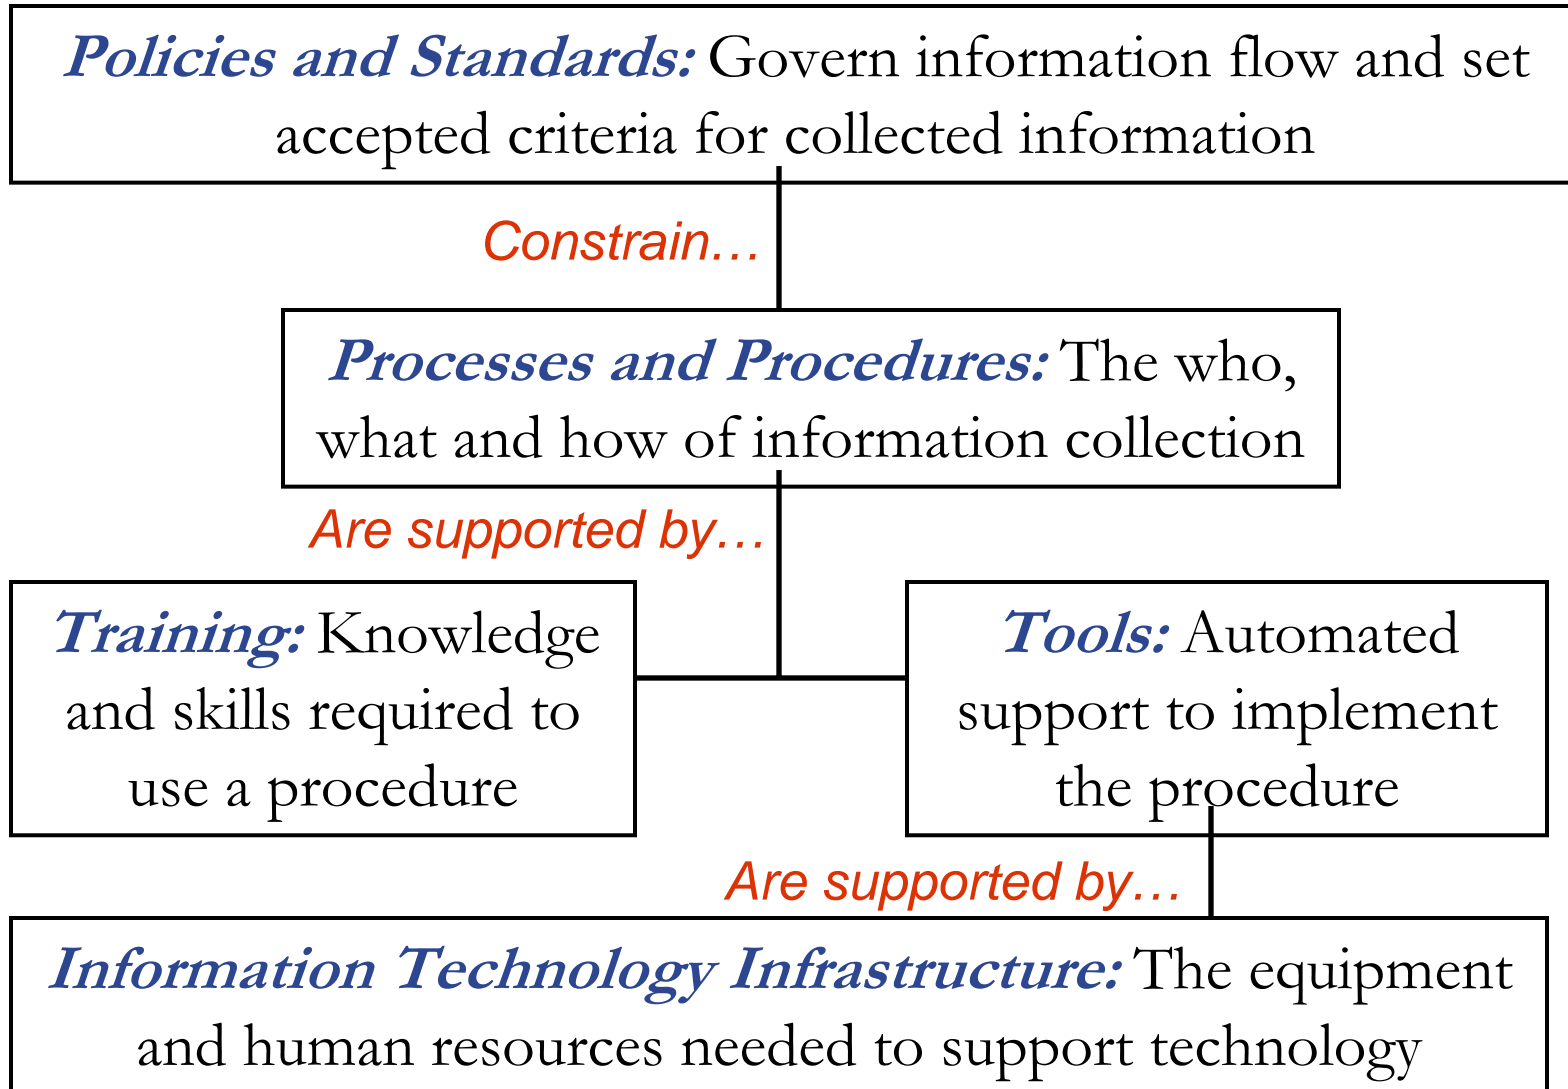 Policies and Standards: Govern information flow and set
accepted criteria for collected information
Constrain…
Processes and Procedures: The who,
what and how of information collection
Are supported by…
Training: Knowledge
and skills required to
use a procedure
Tools: Automated
support to implement
the procedure
Are supported by…
Information Technology Infrastructure: The equipment
and human resources needed to support technology